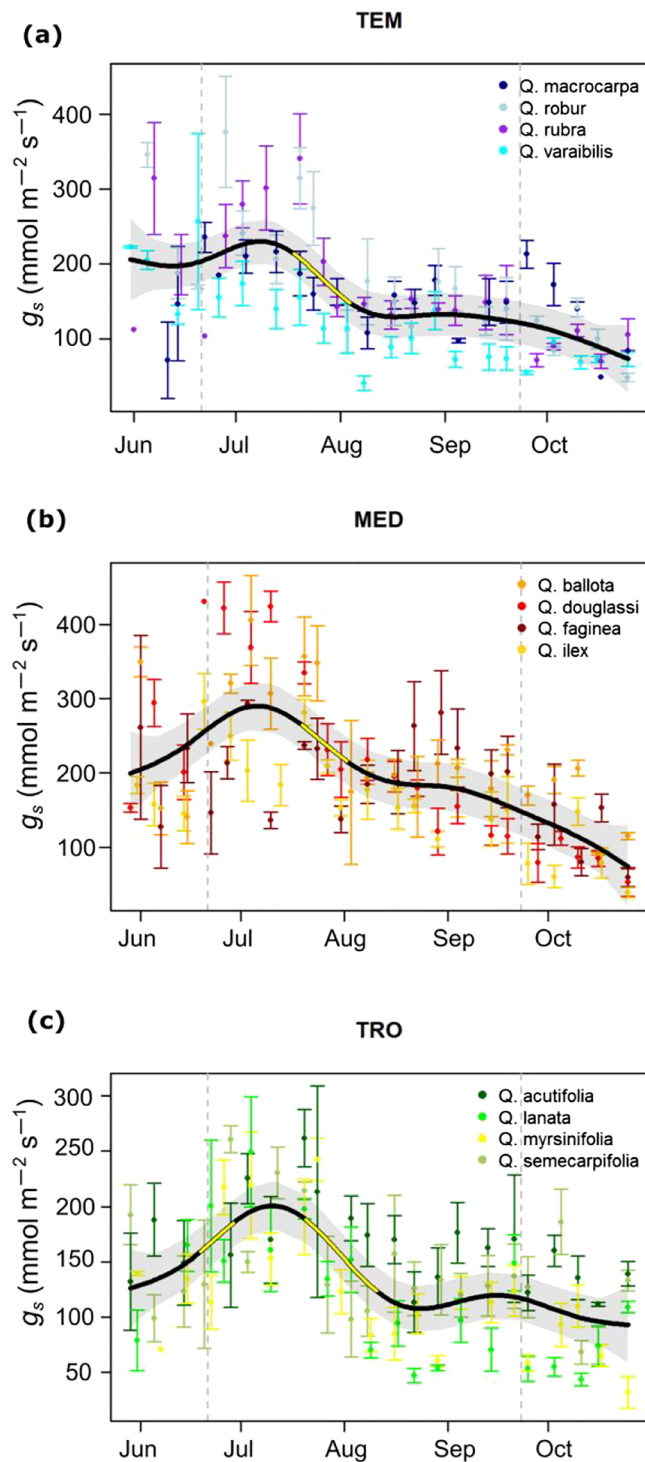 (a)
TEM
Q. macrocarpa
Q. robur
Q. rubra
Q. varaibilis
400
300
200
100
gs (mmol m−2 s−1)
Jun Jul Aug Sep Oct
(b)
MED
Q. ballota
Q. douglassi
Q. faginea
Q. ilex
400
300
200
100
gs (mmol m−2 s−1)
Jun Jul Aug Sep Oct
(c)
TRO
Q. acutifolia
Q. lanata
Q. myrsinifolia
Q. semecarpifolia
300
250
200
150
100
50
gs (mmol m−2 s−1)
Jun Jul Aug Sep Oct